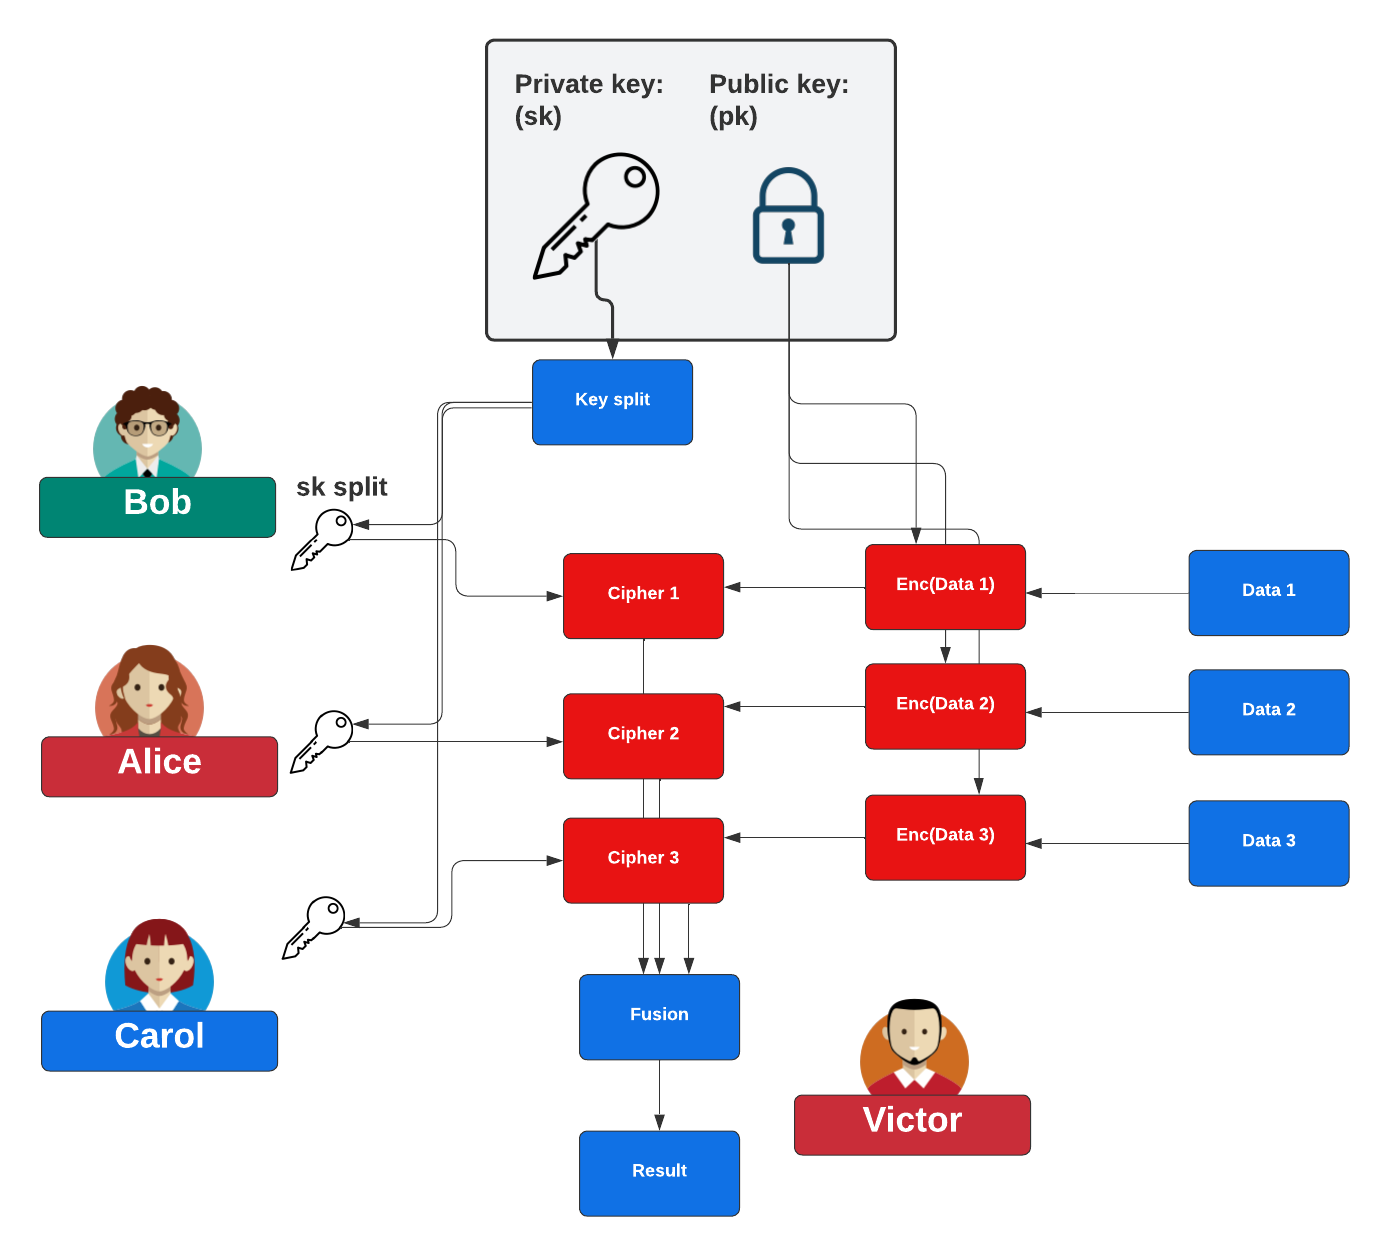 Private key:
(sk)
Public key:
(pk)
Key split
Bob
sk split
Cipher 1
Enc(Data 1)
Data 1
Alice
Cipher 2
Enc(Data 2)
Data 2
Cipher 3
Enc(Data 3)
Data 3
Carol
Fusion
Victor
Result